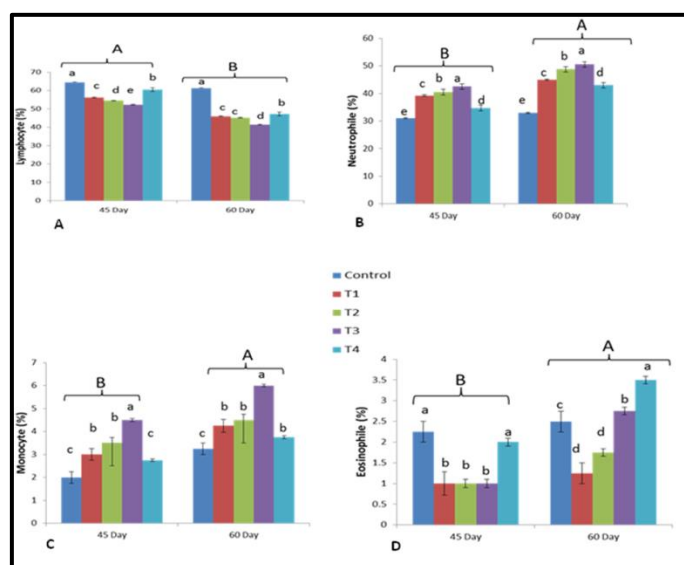 A
B
a
c
d
e
b
a
c
c
d
b
Lymphocyte (%)
70
60
50
40
30
20
10
0
45 Day
60 Day
A
B
A
e
c
b
a
d
e
c
b
a
d
Neutrophile (%)
60
50
40
30
20
10
0
45 Day
60 Day
B
Control
T1
T2
T3
T4
B
A
c
b
b
a
c
c
b
b
a
c
Monocyte (%)
7
6
5
4
3
2
1
0
45 Day
60 Day
C
B
A
a
b
b
b
a
c
d
d
b
a
Eosinophile (%)
4
3.5
3
2.5
2
1.5
1
0.5
0
45 Day
60 Day
D